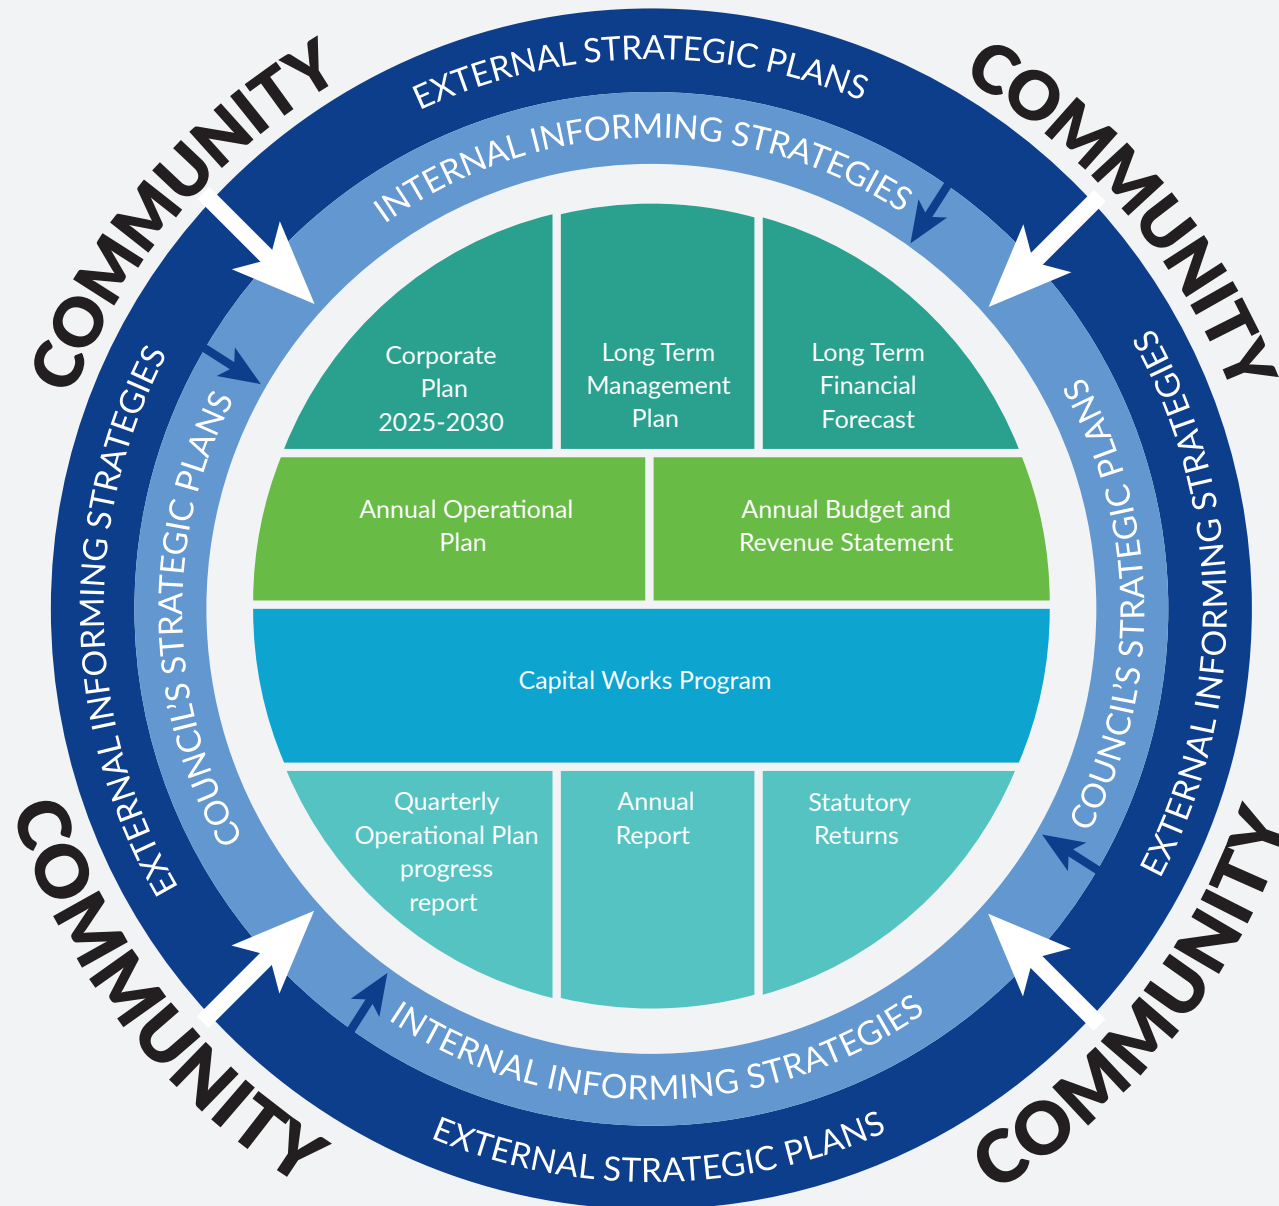 COMMUNITY
COMMUNITY
EXTERNAL STRATEGIC PLANS
INTERNAL INFORMING STRATEGIES
EXTERNAL INFORMING STRATEGIES
COUNCIL'S STRATEGIC PLANS
COUNCIL'S STRATEGIC PLANS
EXTERNAL INFORMING STRATEGIES
Corporate
Plan
2025-2030
Long Term
Management
Plan
Long Term
Financial
Forecast
Annual Operational
Plan
Annual Budget and
Revenue Statement
Capital Works Program
Quarterly
Operational Plan
progress
report
Annual
Report
Statutory
Returns
INTERNAL INFORMING STRATEGIES
EXTERNAL STRATEGIC PLANS
COMMUNITY
COMMUNITY